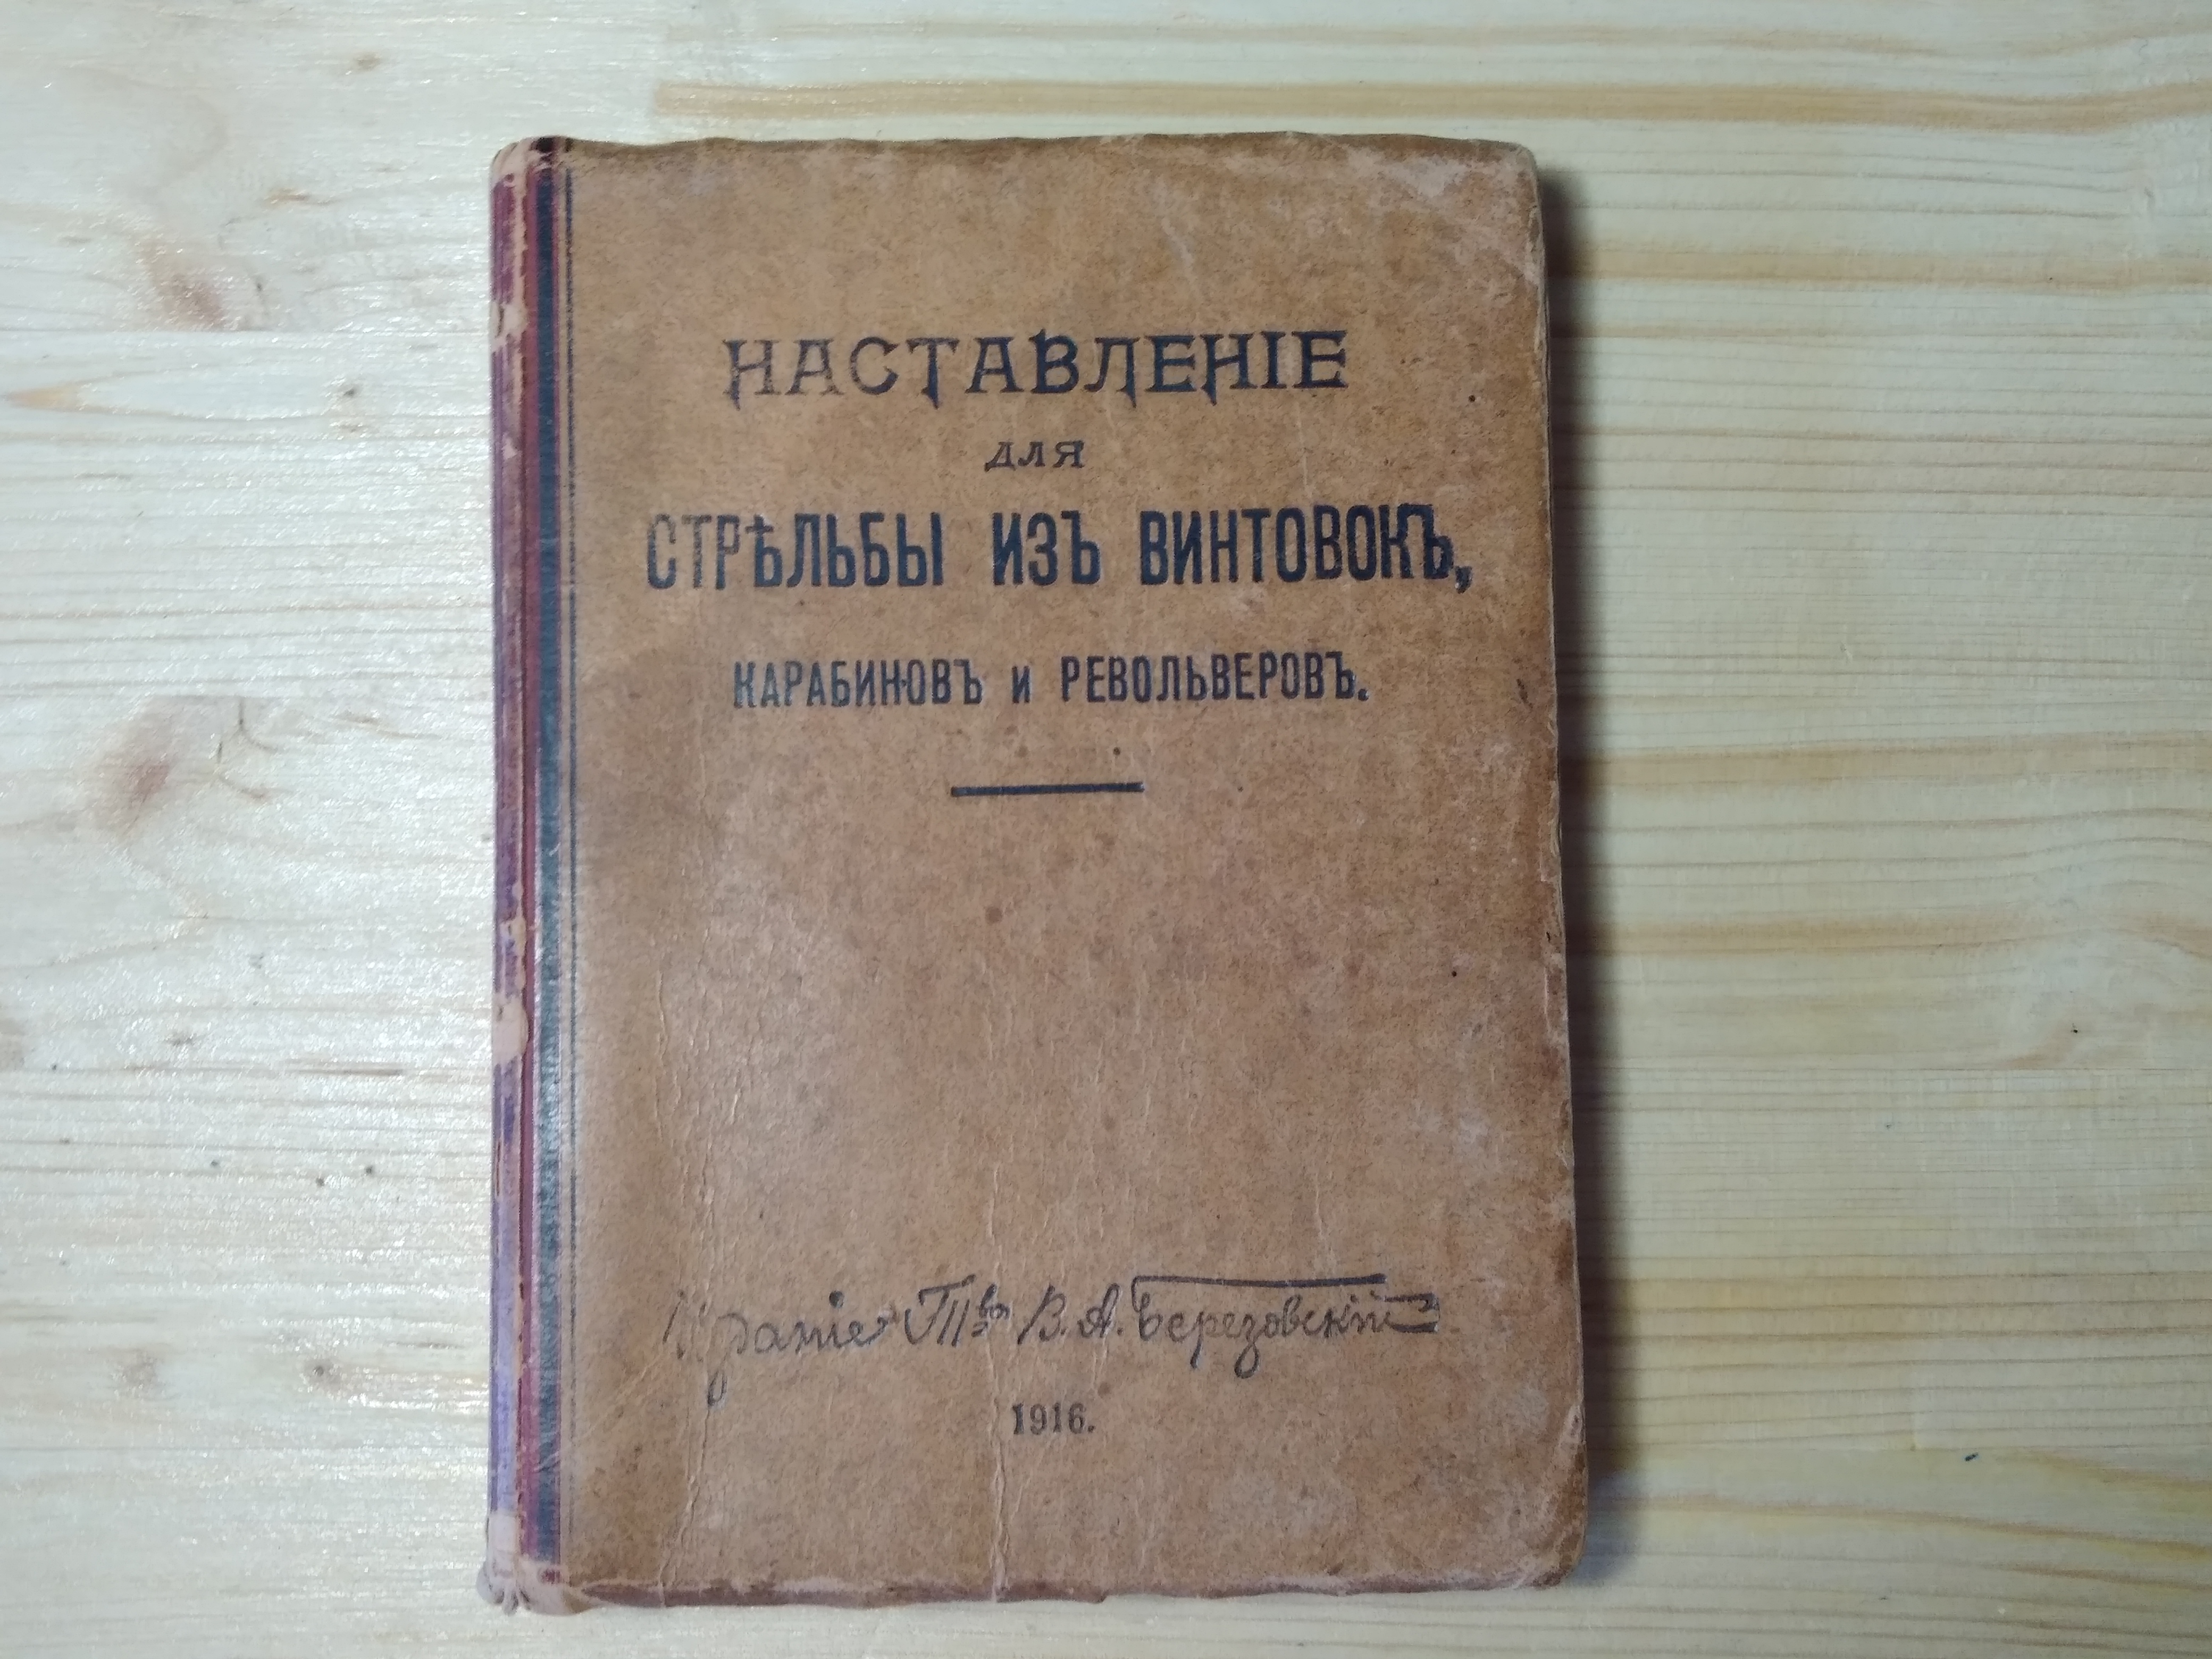 НАСТАВЛЕНІЕ
ДЛЯ
СТРѢЛЬБЫ ИЗЪ ВИНТОВОКЪ,
КАРАБИНОВЪ и РЕВОЛЬВЕРОВЪ.
Изданіе Т-ва В. А. Березовскій
1916.